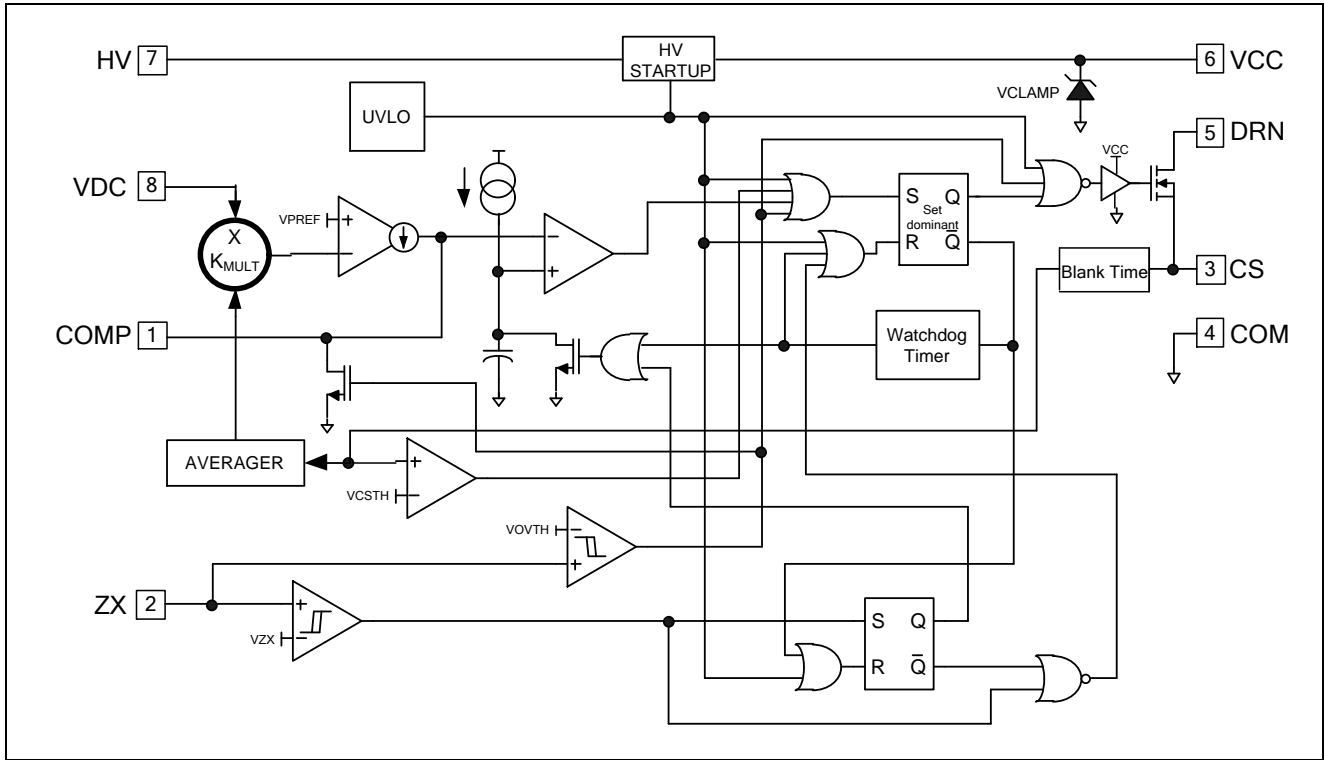 HV 7
HV
STARTUP
6 VCC
VCLAMP
UVLO
5 DRN
VCC
VDC 8
VPREF
+
−
X
KMULT
−
+
S Q
Set
dominant
R Q̅
Blank Time
3 CS
COMP 1
Watchdog
Timer
4 COM
AVERAGER
+
VCSTH
−
VOVTH
−
+
ZX 2
+
VZX
−
S Q
R Q̅